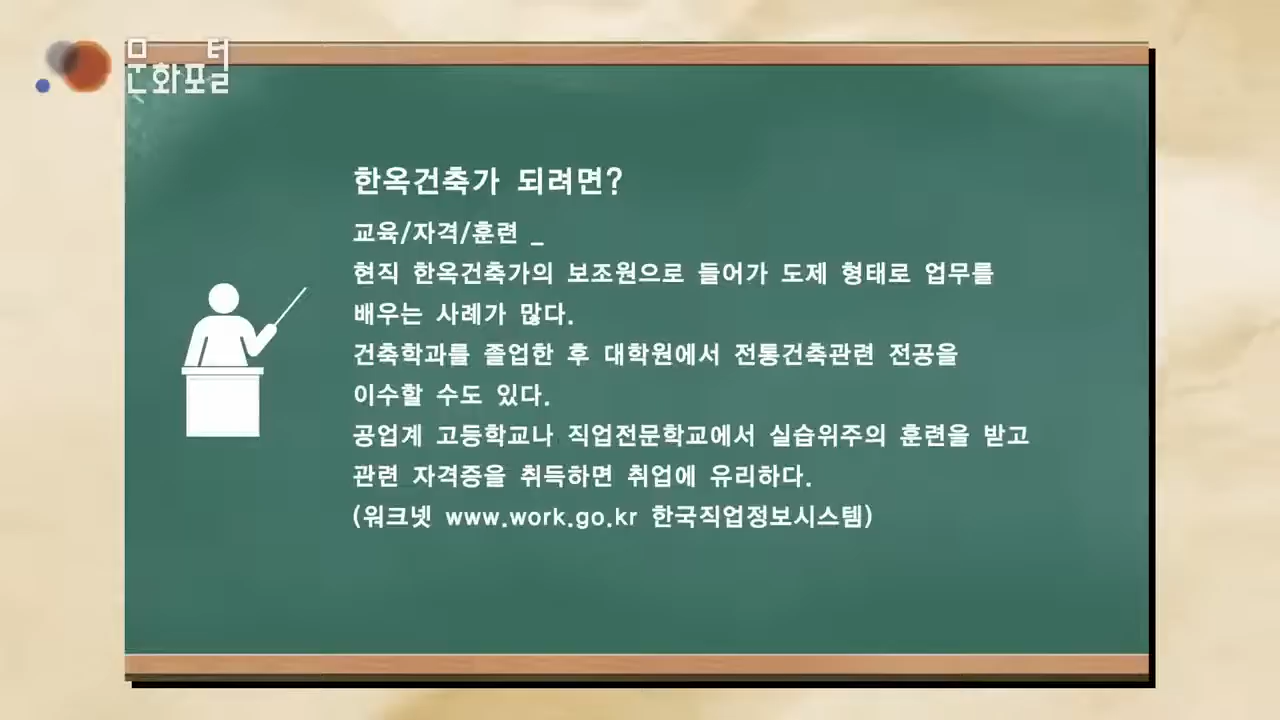 문화포털
한옥건축가 되려면?
교육/자격/훈련 _
현직 한옥건축가의 보조원으로 들어가 도제 형태로 업무를
배우는 사례가 많다.
건축학과를 졸업한 후 대학원에서 전통건축관련 전공을
이수할 수도 있다.
공업계 고등학교나 직업전문학교에서 실습위주의 훈련을 받고
관련 자격증을 취득하면 취업에 유리하다.
(워크넷 www.work.go.kr 한국직업정보시스템)